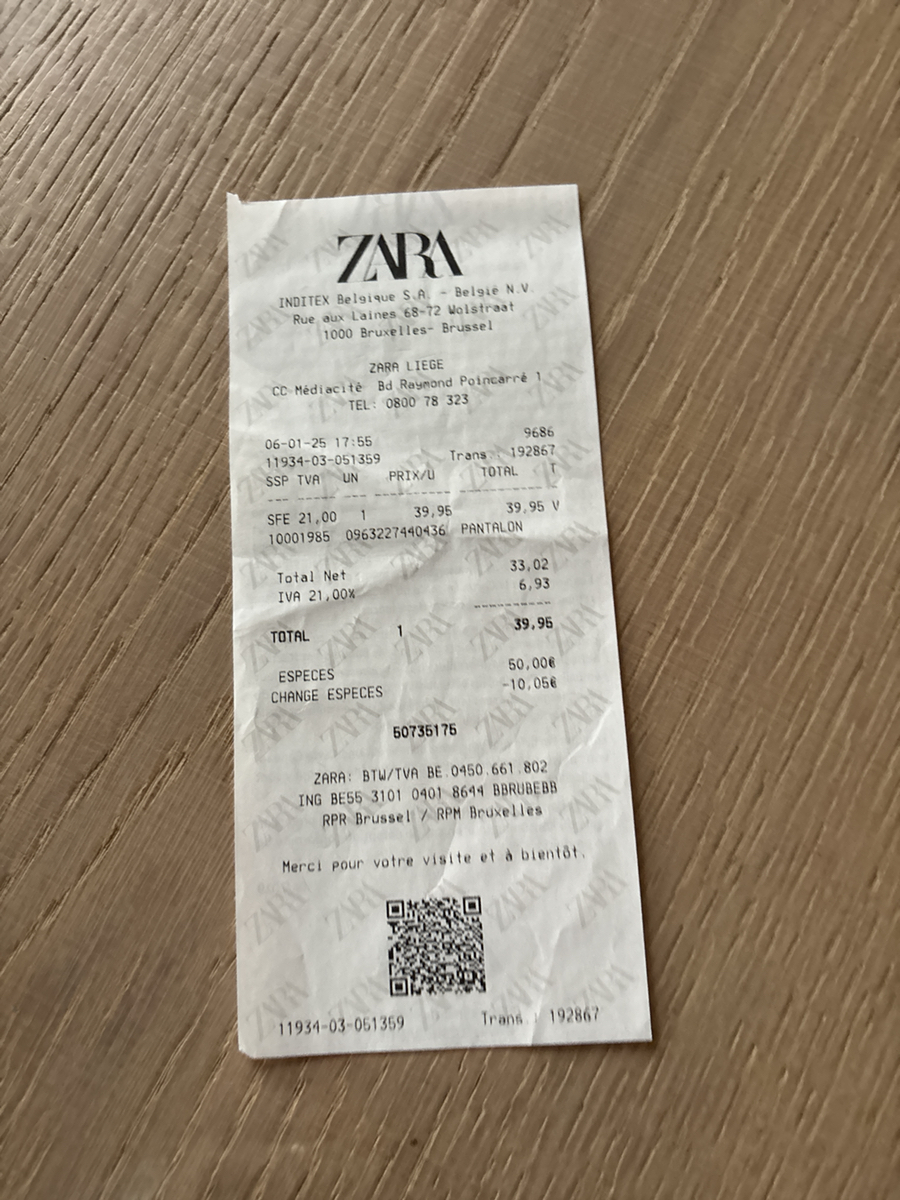 ZARA
INDITEX Belgique S.A. - België N.V.
Rue aux Laines 68-72 Wolstraat
1000 Bruxelles- Brussel
ZARA LIEGE
CC Médiacité Bd Raymond Poincarré 1
TEL: 0800 78 323
9686
06-01-25 17:55
11934-03-051359 Trans.: 192867
SSP TVA UN PRIX/U TOTAL T
SFE 21,00 1 39,95 39,95 V
10001985 0963227440436 PANTALON
Total Net 33,02
IVA 21,00% 6,93
TOTAL 1 39,95
ESPECES 50,00€
CHANGE ESPECES -10,05€
50735175
ZARA: BTW/TVA BE.0450.661.802
ING BE55 3101 0401 8644 BBRUBEBB
RPR Brussel / RPM Bruxelles
Merci pour votre visite et à bientôt.
11934-03-051359 Trans.: 192867